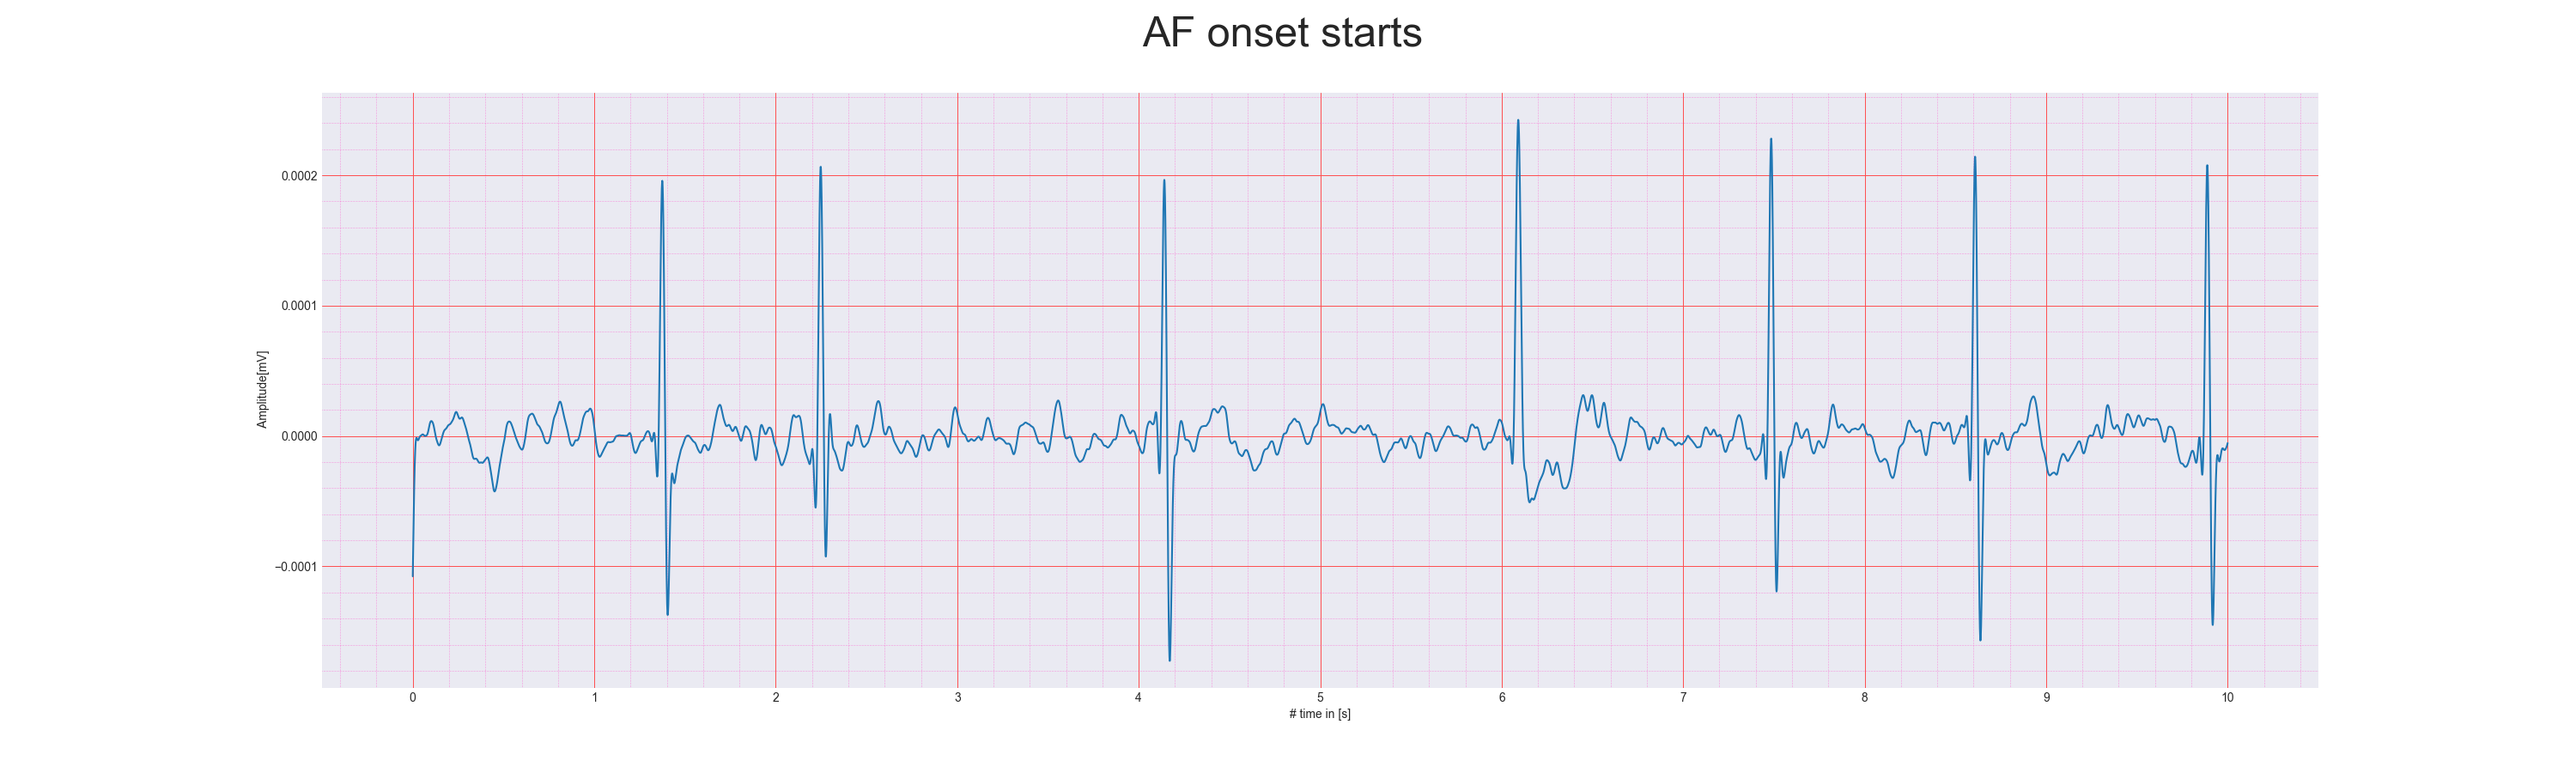 AF onset starts
0.0002
0.0001
0.0000
−0.0001
Amplitude[mV]
0 1 2 3 4 5 6 7 8 9 10
# time in [s]